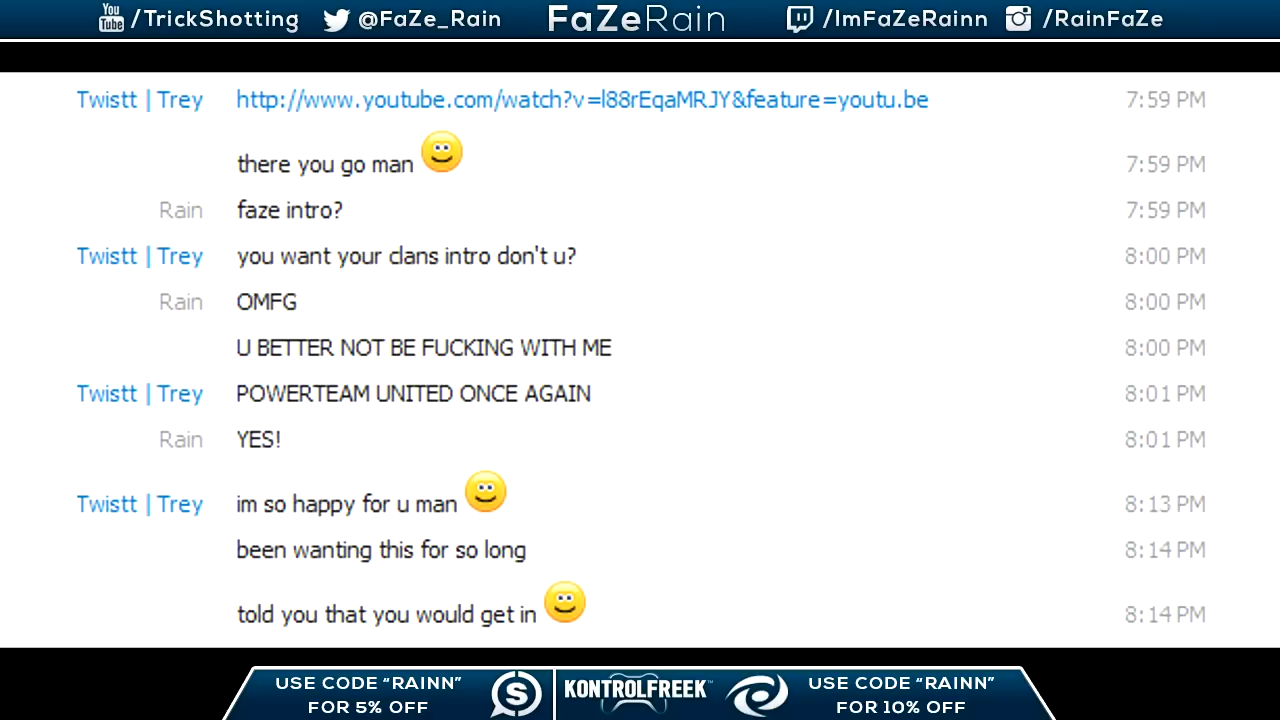 You Tube /TrickShotting @FaZe_Rain FaZeRain /ImFaZeRainn /RainFaZe
Twistt | Trey http://www.youtube.com/watch?v=l88rEqaMRJY&feature=youtu.be 7:59 PM
there you go man 7:59 PM
Rain faze intro? 7:59 PM
Twistt | Trey you want your clans intro don't u? 8:00 PM
Rain OMFG 8:00 PM
U BETTER NOT BE FUCKING WITH ME 8:00 PM
Twistt | Trey POWERTEAM UNITED ONCE AGAIN 8:01 PM
Rain YES! 8:01 PM
Twistt | Trey im so happy for u man 8:13 PM
been wanting this for so long 8:14 PM
told you that you would get in 8:14 PM
USE CODE “RAINN” S KONTROLFREEK™ USE CODE “RAINN”
FOR 5% OFF FOR 10% OFF